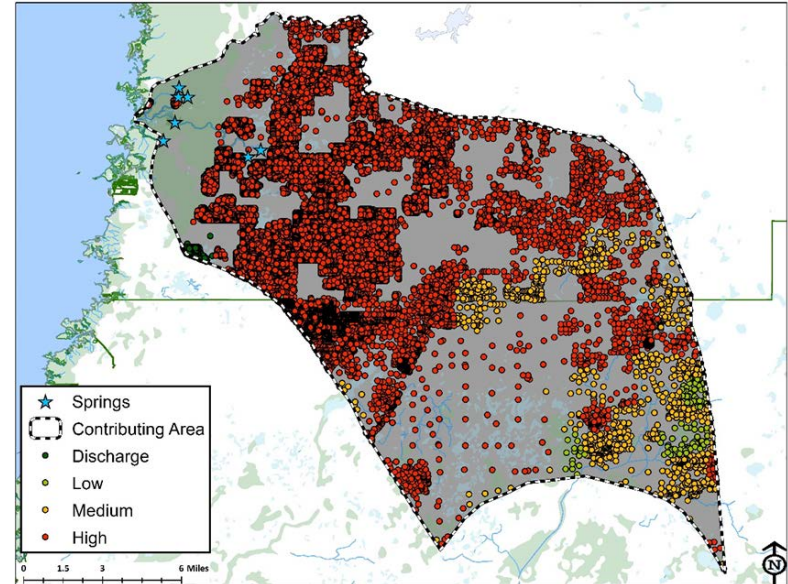 Springs
Contributing Area
Discharge
Low
Medium
High
0 1.5 3 6 Miles
N